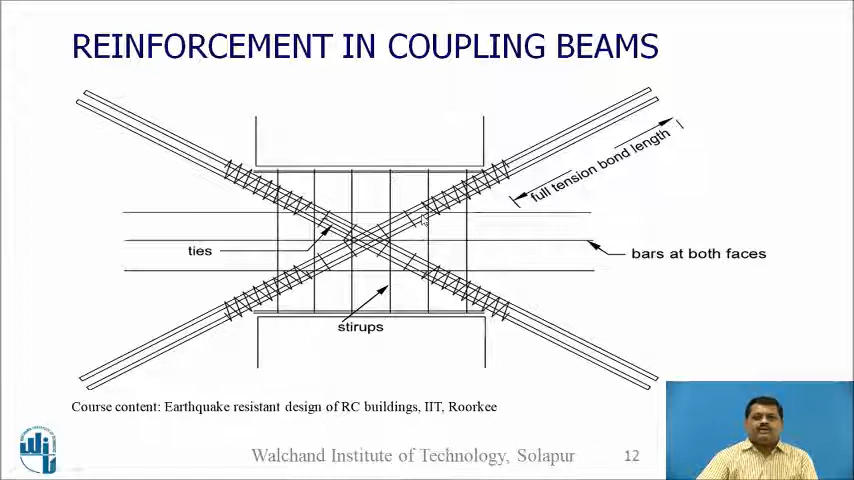 REINFORCEMENT IN COUPLING BEAMS
full tension bond length
ties
bars at both faces
stirups
Course content: Earthquake resistant design of RC buildings, IIT, Roorkee
Walchand Institute of Technology, Solapur
12